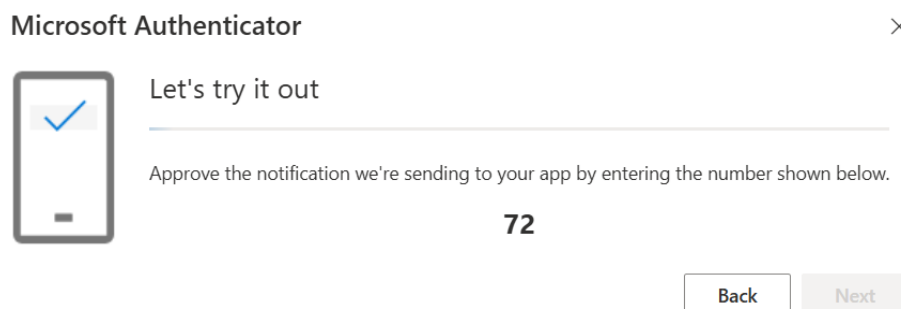 Microsoft Authenticator
Let's try it out
Approve the notification we're sending to your app by entering the number shown below.
72
Back
Next